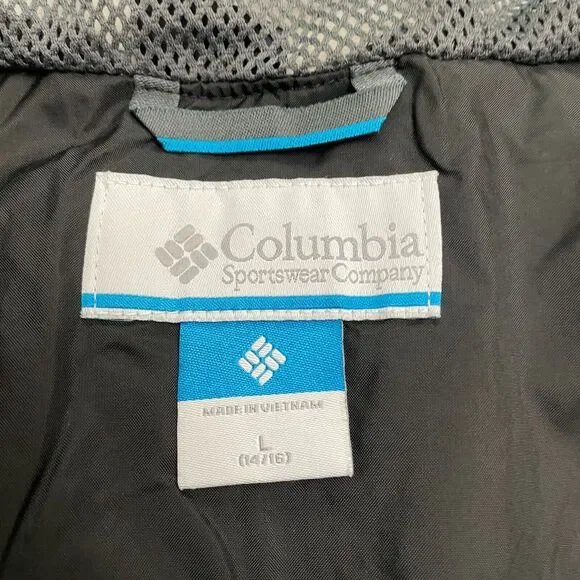 Columbia
Sportswear Company
MADE IN VIETNAM
L
(14/16)